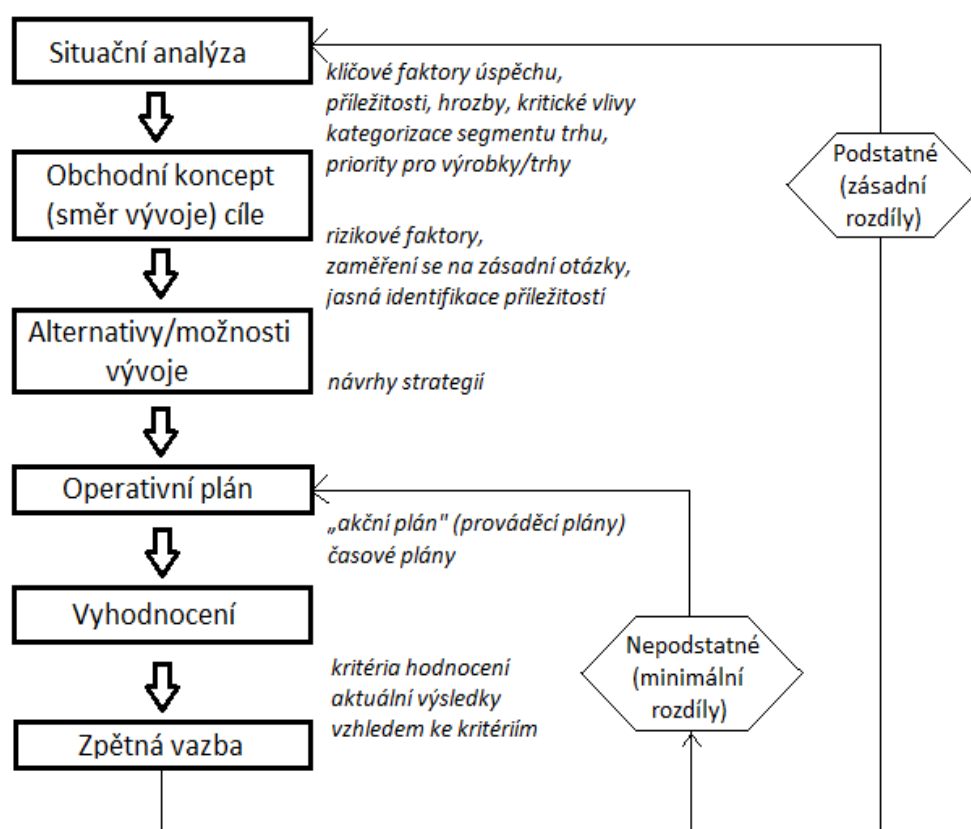 Situační analýza
klíčové faktory úspěchu,
příležitosti, hrozby, kritické vlivy
kategorizace segmentu trhu,
priority pro výrobky/trhy
Podstatné
(zásadní
rozdíly)
Obchodní koncept
(směr vývoje) cíle
rizikové faktory,
zaměření se na zásadní otázky,
jasná identifikace příležitostí
Alternativy/možnosti
vývoje
návrhy strategií
Operativní plán
„akční plán" (prováděcí plány)
časové plány
Vyhodnocení
Nepodstatné
(minimální
rozdíly)
kritéria hodnocení
aktuální výsledky
vzhledem ke kritériím
Zpětná vazba